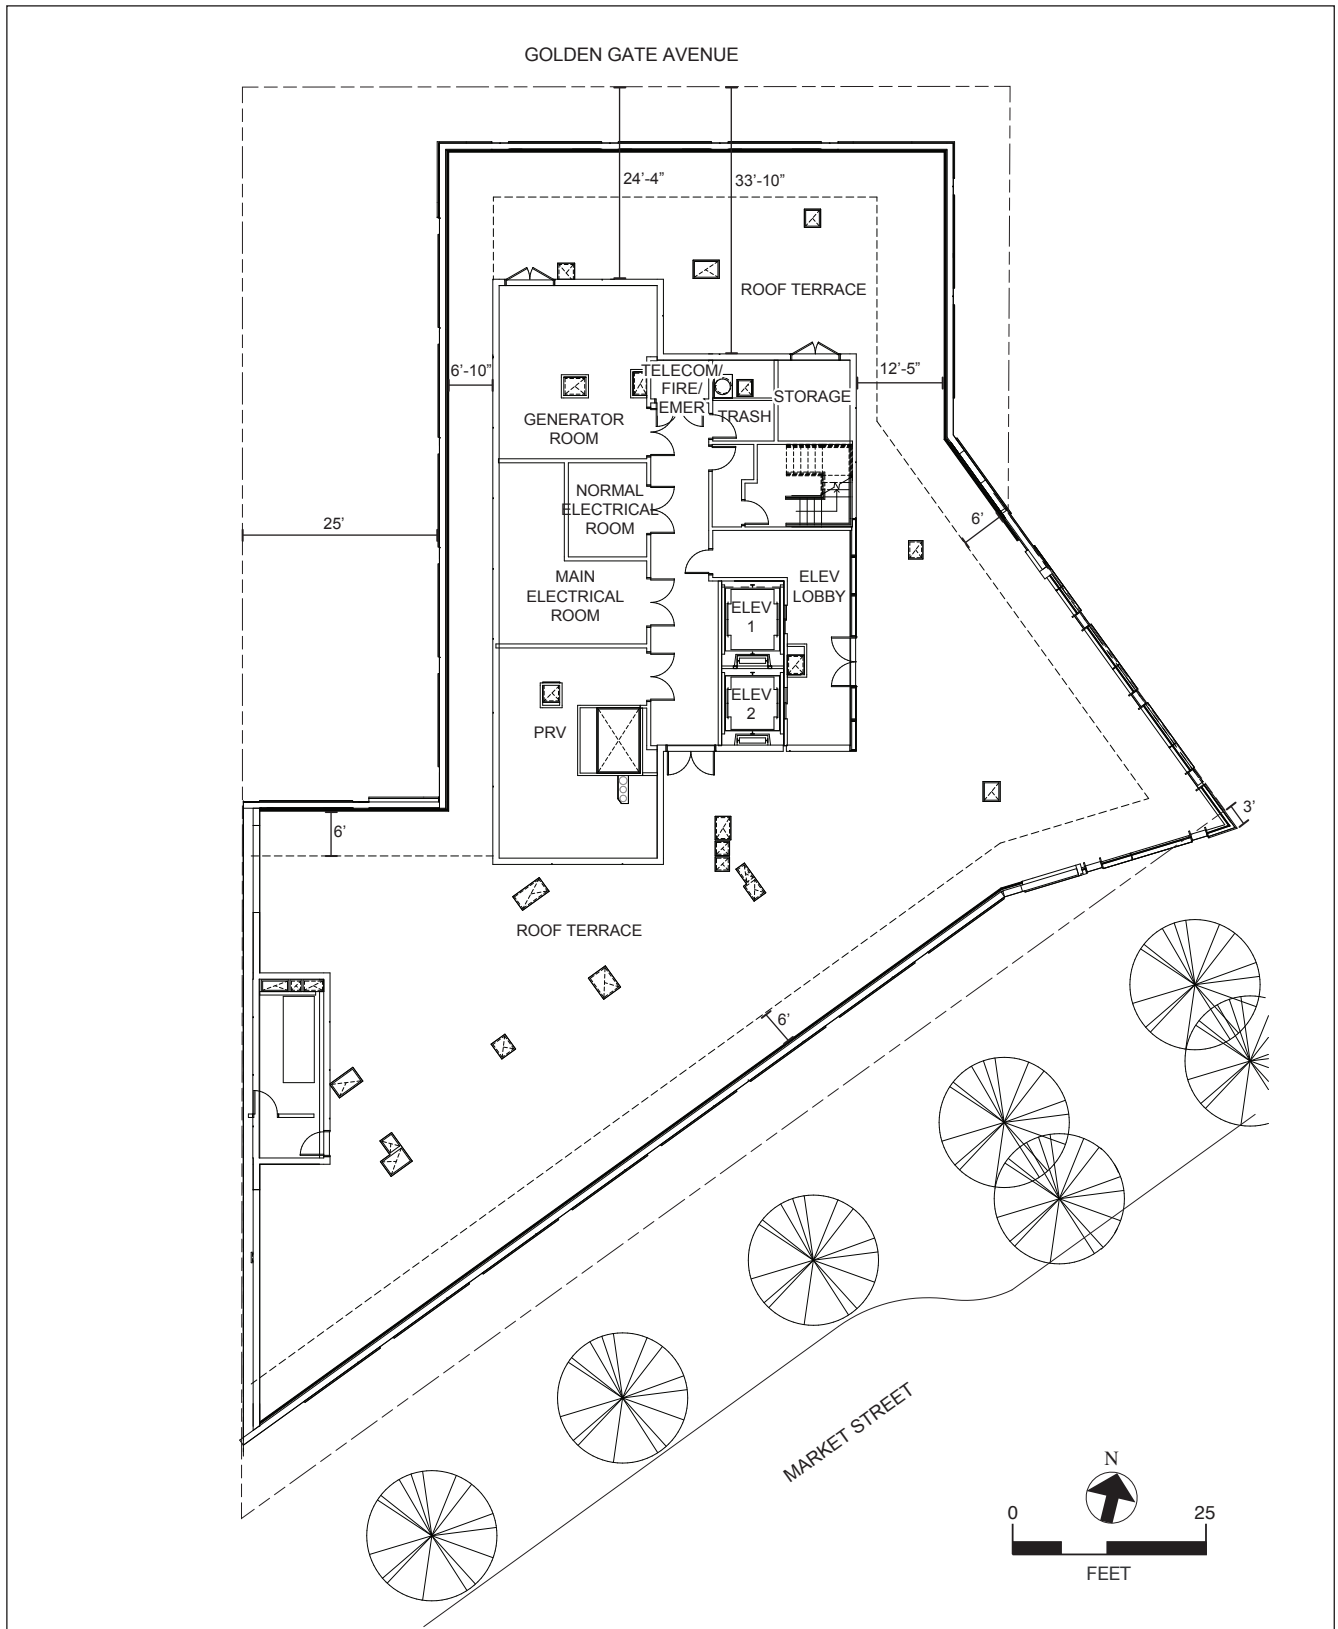 GOLDEN GATE AVENUE
24’-4”
33’-10”
ROOF TERRACE
6’-10”
TELECOM/
FIRE/
EMER
12’-5”
STORAGE
TRASH
GENERATOR
ROOM
NORMAL
ELECTRICAL
ROOM
25’
6’
MAIN
ELECTRICAL
ROOM
ELEV
LOBBY
ELEV
1
ELEV
2
PRV
3’
6’
ROOF TERRACE
6’
MARKET STREET
N
0
25
FEET